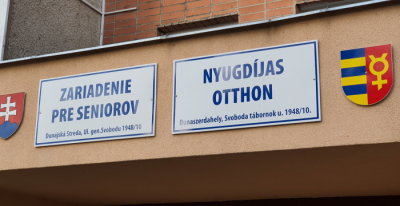 ZARIADENIE
PRE SENIOROV
Dunajská Streda, Ul. gen.Svobodu 1948/10.
NYUGDÍJAS
OTTHON
Dunaszerdahely, Svoboda tábornok u. 1948/10.